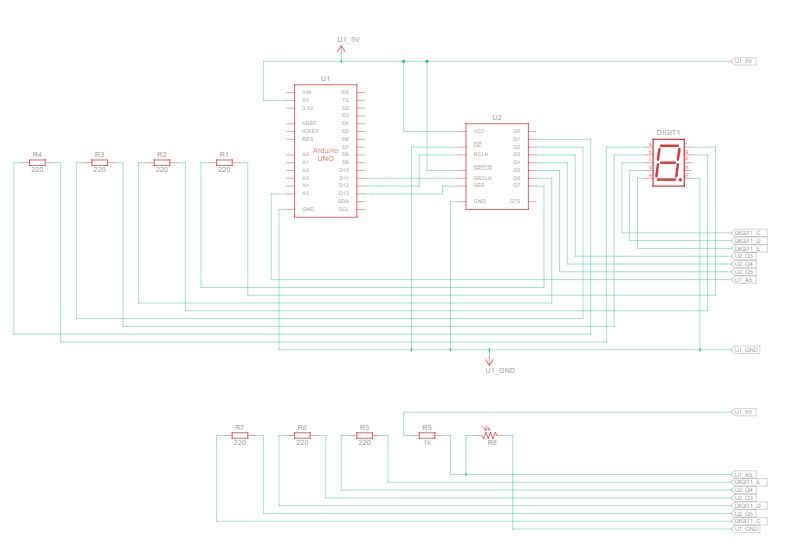 U1_5V
U1_5V
U1
VIN
RX
5V
TX
3.3V
D2
D3
AREF
D4
IOREF
D5
RES
D6
D7
Arduino
UNO
A0
D8
A1
D9
A2
D10
A3
D11
A4
D12
A5
D13
SDA
GND
SCL
U2
VCC
Q0
Q1
OE
Q2
RCLK
Q3
Q4
SRCLR
Q5
SRCLK
Q6
SER
Q7
GND
Q7S
DIGIT1
R4
220
R3
220
R2
220
R1
220
DIGIT1_C
DIGIT1_D
DIGIT1_E
U2_Q3
U2_Q4
U2_Q5
U1_A5
U1_GND
U1_GND
U1_5V
R7
220
R6
220
R5
220
R9
1k
R8
U1_A5
DIGIT1_E
U2_Q4
U2_Q3
DIGIT1_D
U2_Q5
DIGIT1_C
U1_GND